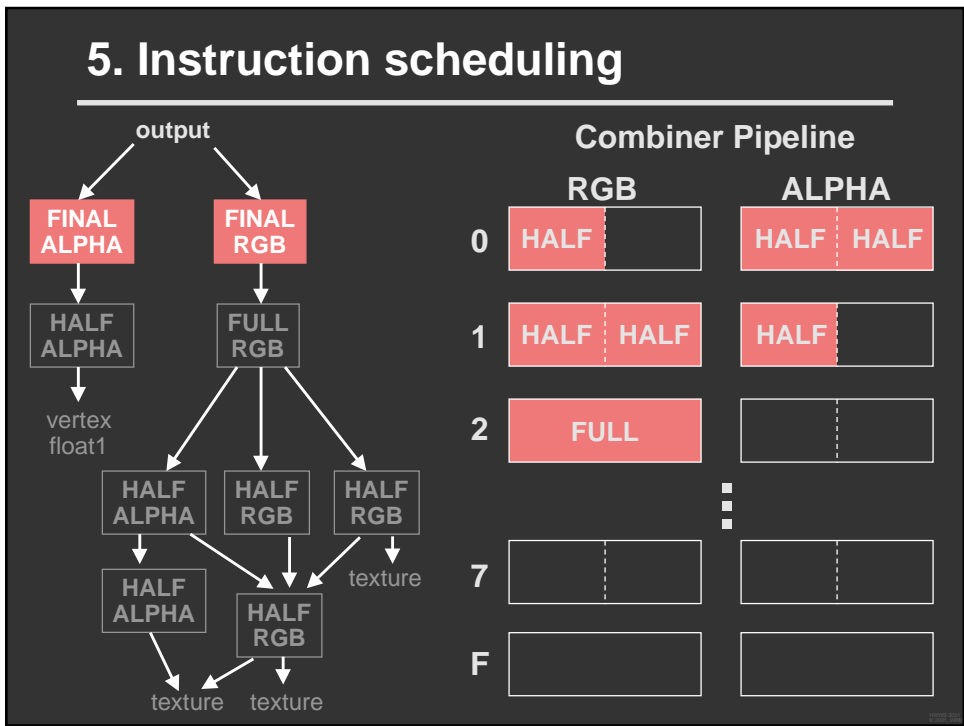 5. Instruction scheduling
output
FINAL
ALPHA
FINAL
RGB
HALF
ALPHA
FULL
RGB
vertex
float1
HALF
ALPHA
HALF
RGB
HALF
RGB
HALF
ALPHA
HALF
RGB
texture
texture
texture
Combiner Pipeline
RGB
ALPHA
0
HALF
HALF
HALF
1
HALF
HALF
HALF
2
FULL
7
F